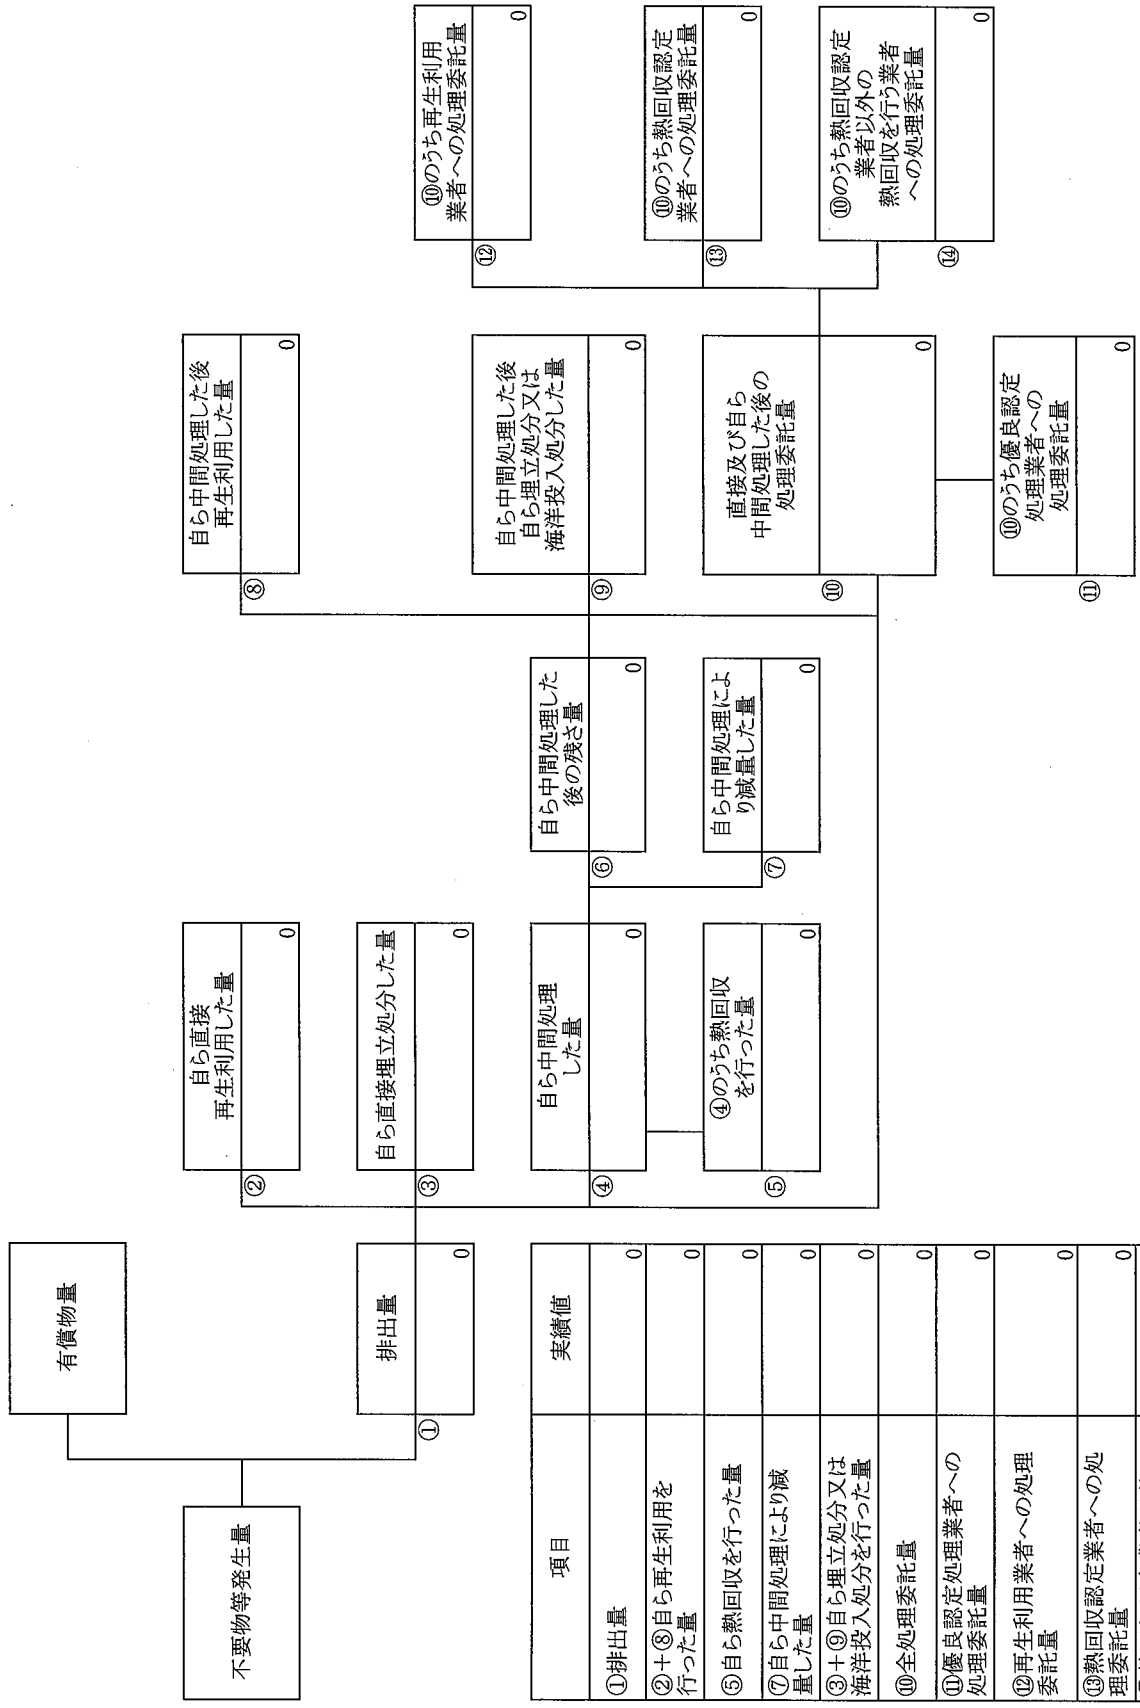 有償物量
不要物等発生量
排出量
①
0
自ら直接
再生利用した量
②
0
自ら直接埋立処分した量
③
0
自ら中間処理
した量
④
0
④のうち熱回収
を行った量
⑤
0
自ら中間処理した
後の残さ量
⑥
0
自ら中間処理によ
り減量した量
⑦
0
自ら中間処理した後
再生利用した量
⑧
0
自ら中間処理した後
自ら埋立処分又は
海洋投入処分した量
⑨
0
直接及び自ら
中間処理した後の
処理委託量
⑩
0
⑩のうち優良認定
処理業者への
処理委託量
⑪
0
⑩のうち再生利用
業者への処理委託量
⑫
0
⑩のうち熱回収認定
業者への処理委託量
⑬
0
⑩のうち熱回収認定
業者以外の
熱回収を行う業者
への処理委託量
⑭
0
項目
実績値
①排出量
0
②+⑧自ら再生利用を
行った量
0
⑤自ら熱回収を行った量
0
⑦自ら中間処理により減
量した量
0
③+⑨自ら埋立処分又は
海洋投入処分を行った量
0
⑩全処理委託量
0
⑪優良認定処理業者への
処理委託量
0
⑫再生利用業者への処理
委託量
0
⑬熱回収認定業者への処
理委託量
0